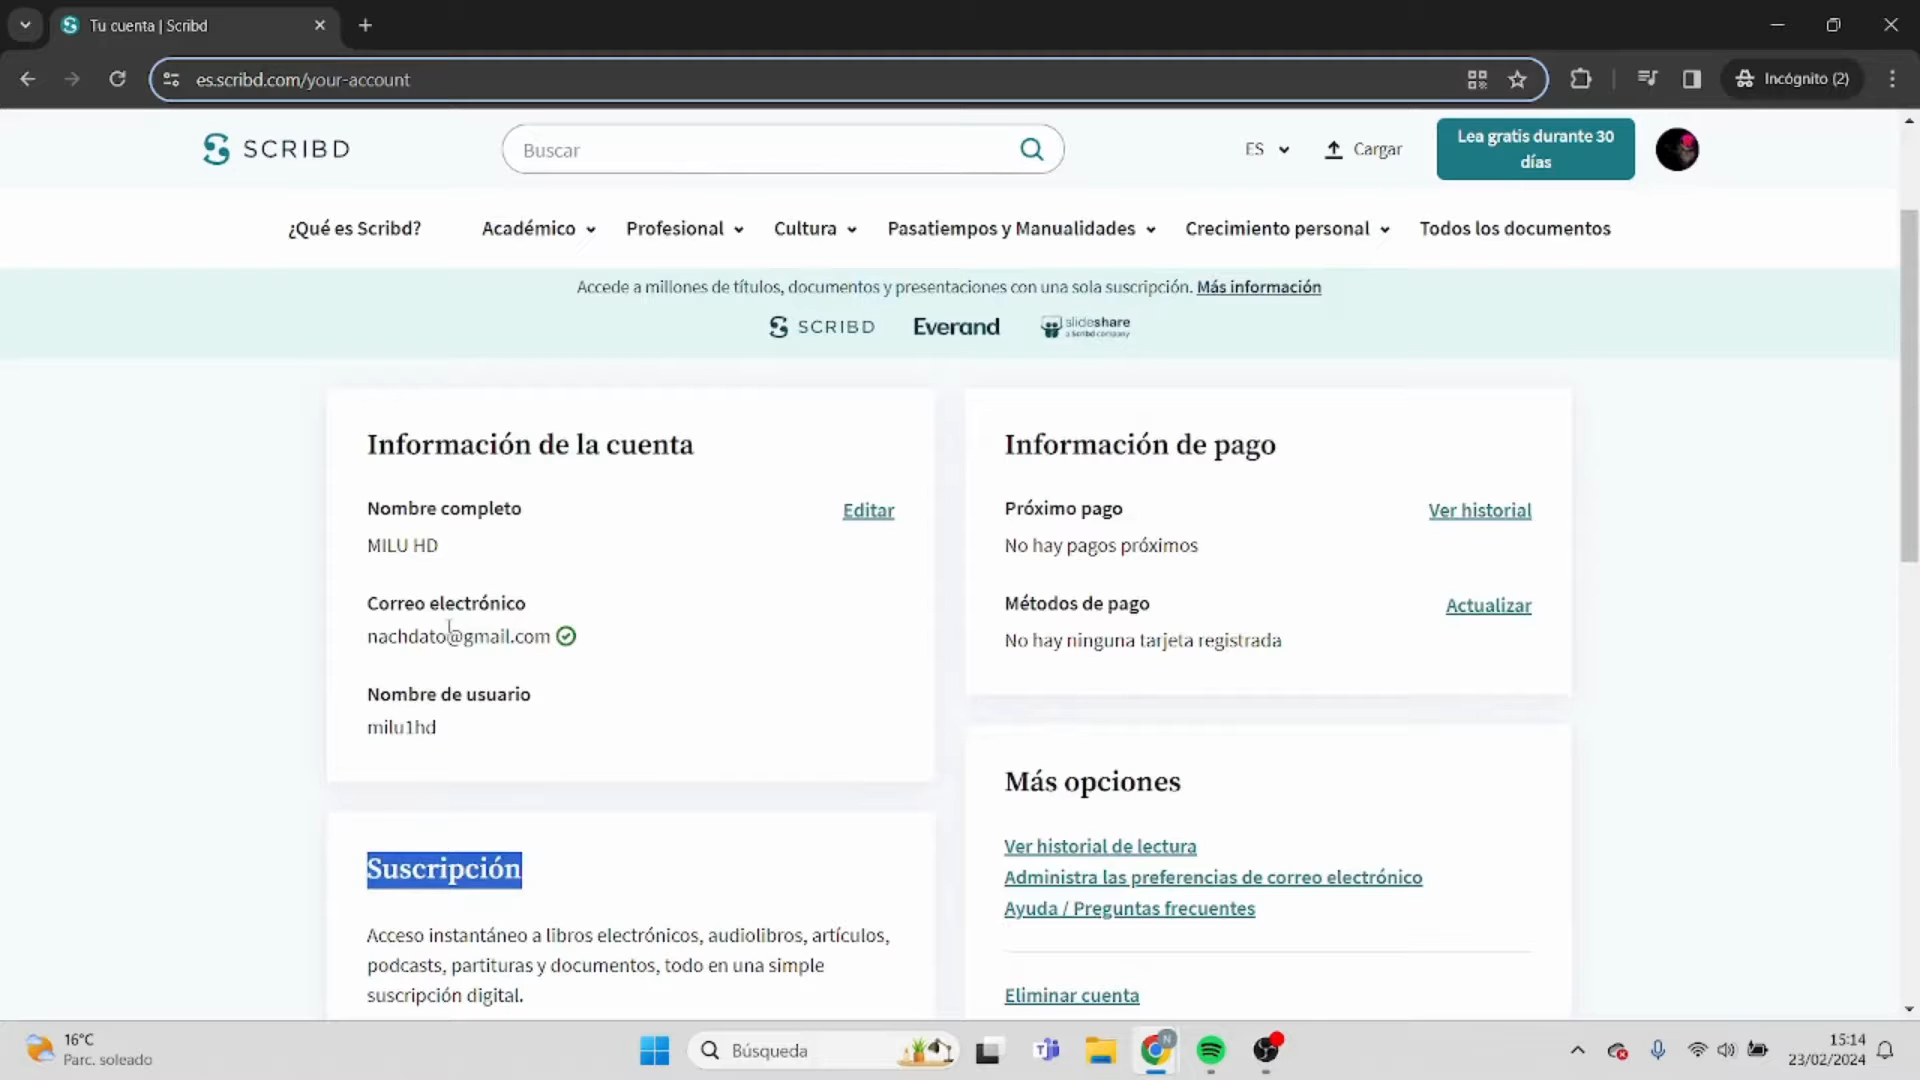 Tu cuenta | Scribd
es.scribd.com/your-account
Incógnito (2)
SCRIBD
Buscar
ES
Cargar
Lea gratis durante 30
días
¿Qué es Scribd?
Académico
Profesional
Cultura
Pasatiempos y Manualidades
Crecimiento personal
Todos los documentos
Accede a millones de títulos, documentos y presentaciones con una sola suscripción. Más información
SCRIBD
Everand
slideshare
a Scribd company
Información de la cuenta
Nombre completo
Editar
MILU HD
Correo electrónico
nachdato@gmail.com
Nombre de usuario
milu1hd
Suscripción
Acceso instantáneo a libros electrónicos, audiolibros, artículos,
podcasts, partituras y documentos, todo en una simple
suscripción digital.
Información de pago
Próximo pago
Ver historial
No hay pagos próximos
Métodos de pago
Actualizar
No hay ninguna tarjeta registrada
Más opciones
Ver historial de lectura
Administra las preferencias de correo electrónico
Ayuda / Preguntas frecuentes
Eliminar cuenta
16°C
Parc. soleado
Búsqueda
N
15:14
23/02/2024